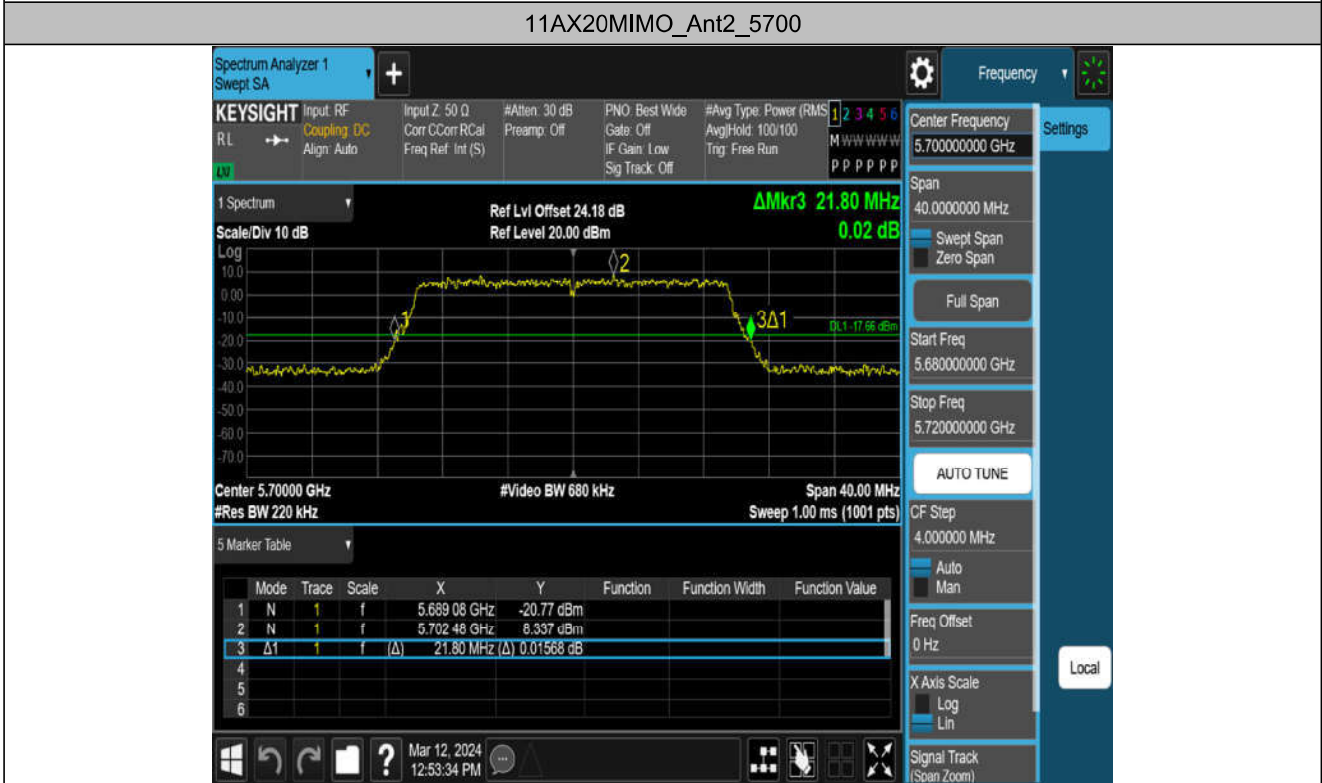 11AX20MIMO_Ant2_5700
Spectrum Analyzer 1
Swept SA
+
Frequency
KEYSIGHT
RL
LXI
Input: RF
Coupling: DC
Align: Auto
Input Z: 50 Ω
Corr CCorr RCal
Freq Ref: Int (S)
#Atten: 30 dB
Preamp: Off
PNO: Best Wide
Gate: Off
IF Gain: Low
Sig Track: Off
#Avg Type: Power (RMS
Avg|Hold: 100/100
Trig: Free Run
1 2 3 4 5 6
M W W W W W
P P P P P P
1 Spectrum
Scale/Div 10 dB
Ref Lvl Offset 24.18 dB
Ref Level 20.00 dBm
ΔMkr3 21.80 MHz
0.02 dB
Log
10.0
0.00
-10.0
-20.0
-30.0
-40.0
-50.0
-60.0
-70.0
1
2
3Δ1
DL1 -17.66 dBm
Center 5.70000 GHz
#Video BW 680 kHz
Span 40.00 MHz
#Res BW 220 kHz
Sweep 1.00 ms (1001 pts)
5 Marker Table
Mode Trace Scale X Y Function Function Width Function Value
1 N 1 f 5.689 08 GHz -20.77 dBm
2 N 1 f 5.702 48 GHz 8.337 dBm
3 Δ1 1 f (Δ) 21.80 MHz (Δ) 0.01568 dB
4
5
6
?
Mar 12, 2024
12:53:34 PM
Center Frequency
5.700000000 GHz
Settings
Span
40.0000000 MHz
Swept Span
Zero Span
Full Span
Start Freq
5.680000000 GHz
Stop Freq
5.720000000 GHz
AUTO TUNE
CF Step
4.000000 MHz
Auto
Man
Freq Offset
0 Hz
Local
X Axis Scale
Log
Lin
Signal Track
(Span Zoom)